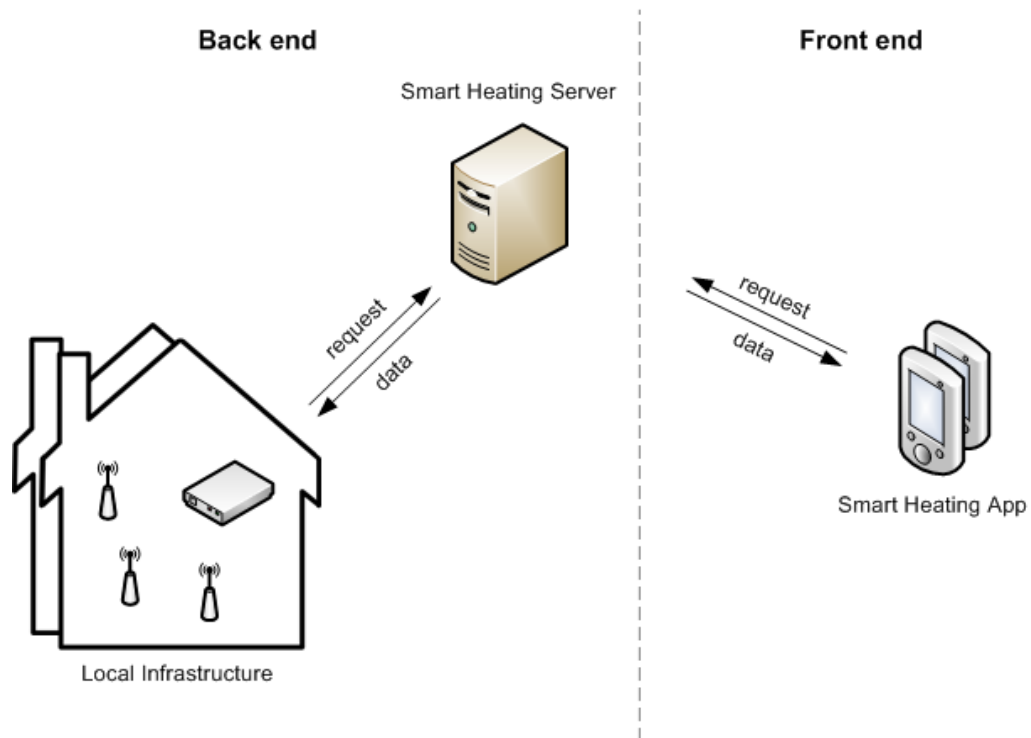 Back end
Front end
Smart Heating Server
request
data
request
data
Smart Heating App
Local Infrastructure